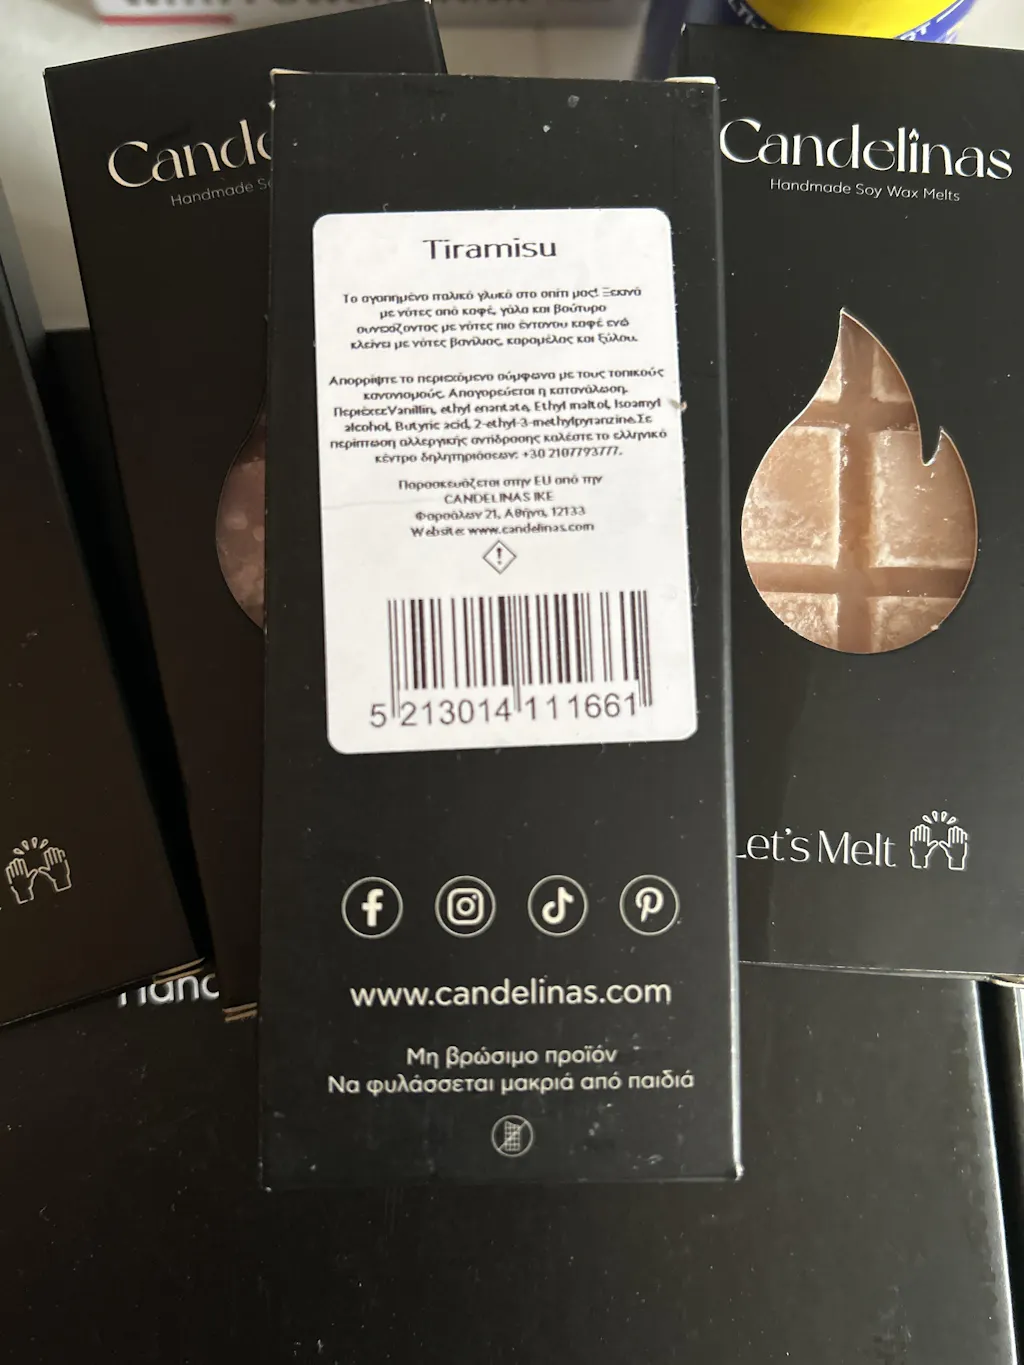 Candelinas
Handmade Soy Wax Melts
Tiramisu
Το αγαπημένο ιταλικό γλυκό στο σπίτι μας! Ξεκινά
με νότες από καφέ, γάλα και βούτυρο
συνεχίζοντας με νότες πιο έντονου καφέ ενώ
κλείνει με νότες βανίλιας, καραμέλας και ξύλου.
Απορρίψτε το περιεχόμενο σύμφωνα με τους τοπικούς
κανονισμούς. Απαγορεύεται η κατανάλωση.
Περιέχει:Vanillin, ethyl enantate, Ethyl maltol, Isoamyl
alcohol, Butyric acid, 2-ethyl-3-methylpyranzine.Σε
περίπτωση αλλεργικής αντίδρασης καλέστε το ελληνικό
κέντρο δηλητηριάσεων: +30 2107793777.
Παρασκευάζεται στην EU από την
CANDELINAS IKE
Φαρσάλων 21, Αθήνα, 12133
Website: www.candelinas.com
5 213014 111661
Let's Melt
www.candelinas.com
Μη βρώσιμο προϊόν
Να φυλάσσεται μακριά από παιδιά